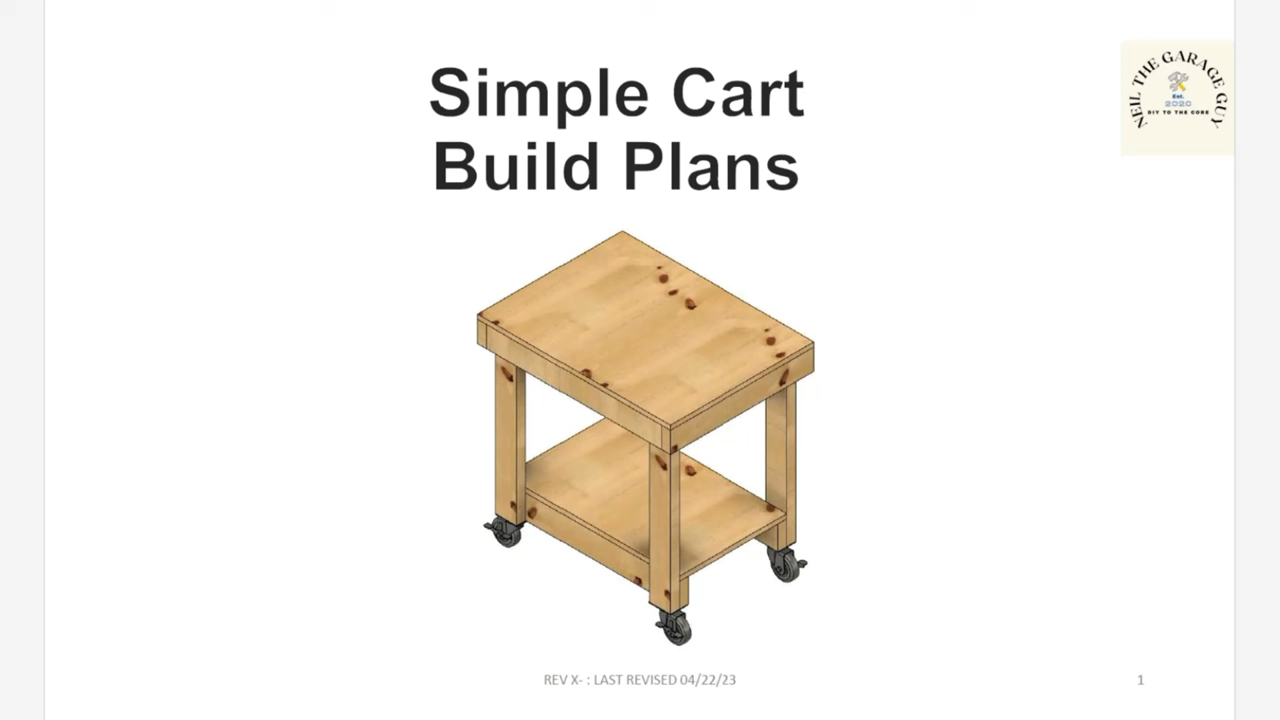 Simple Cart
Build Plans
NEIL THE GARAGE GUY
Est.
2020
DIY TO THE CORE
REV X- : LAST REVISED 04/22/23
1